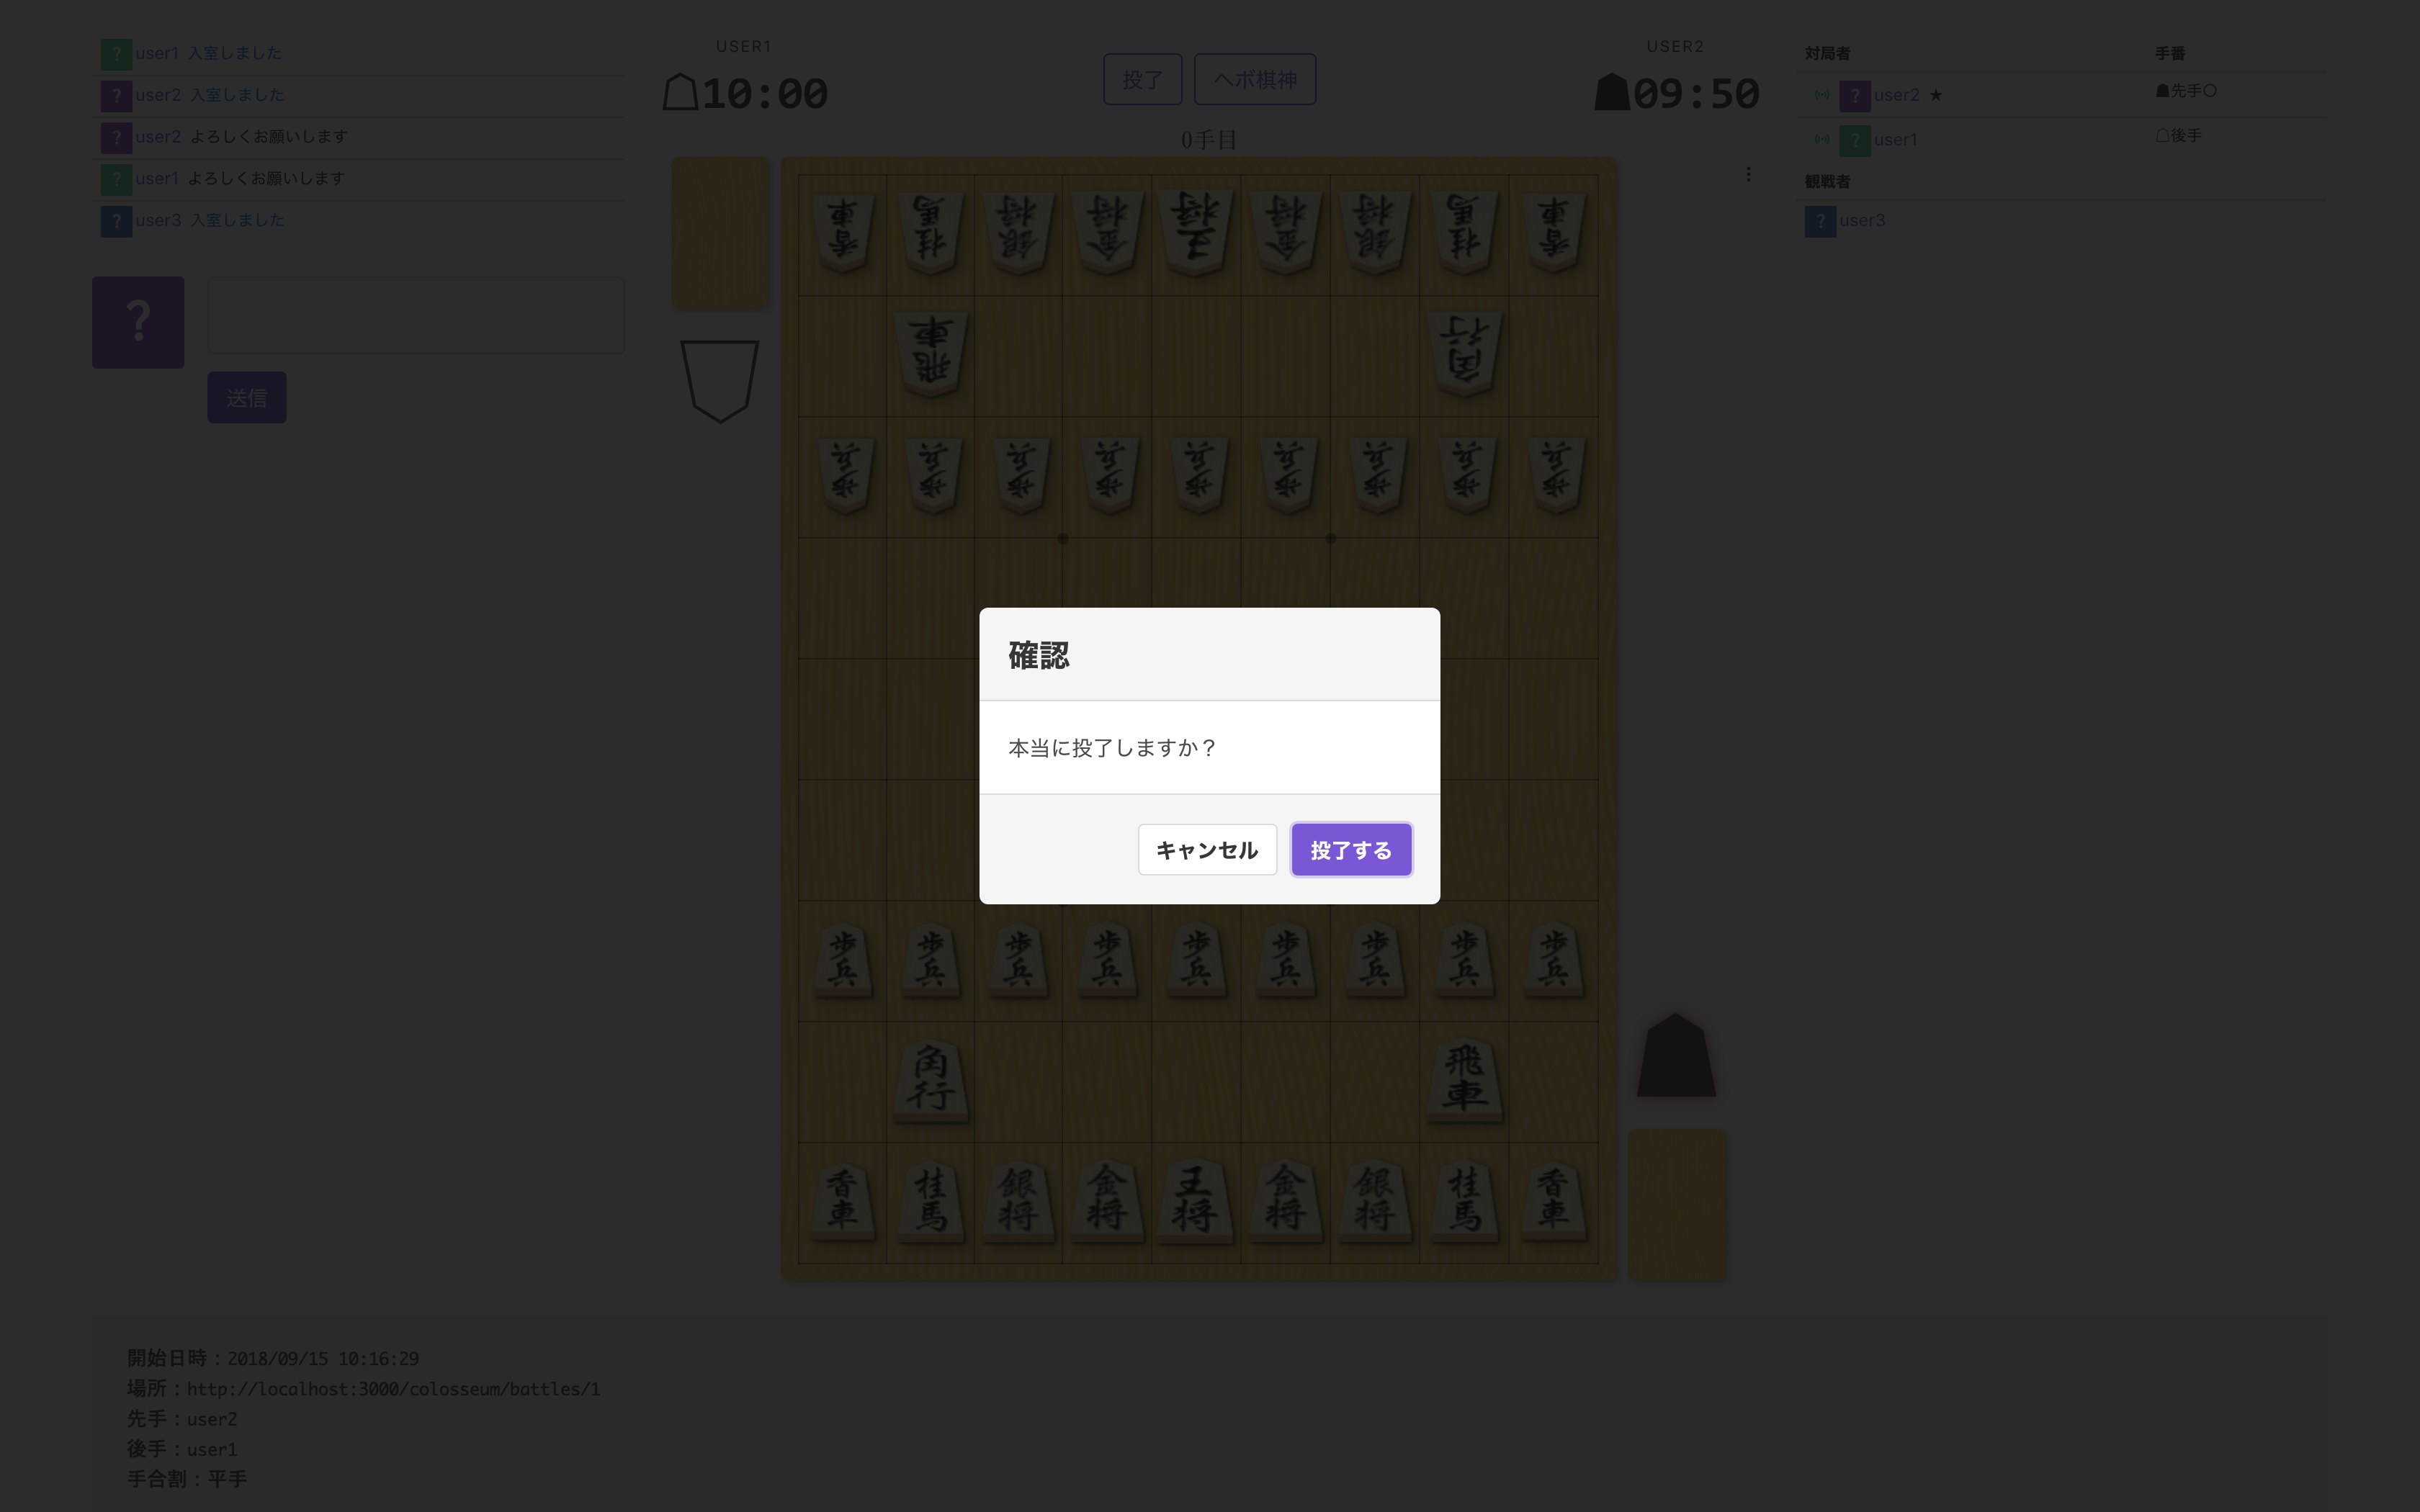 ? user1 入室しました
? user2 入室しました
? user2 よろしくお願いします
? user1 よろしくお願いします
? user3 入室しました
?
送信
USER1
10:00
投了 ヘボ棋神
0手目
USER2
09:50
対局者 手番
? user2 ★ 先手○
? user1 後手
観戦者
? user3
香車 桂馬 銀将 金将 王将 金将 銀将 桂馬 香車
飛車 角行
歩兵 歩兵 歩兵 歩兵 歩兵 歩兵 歩兵 歩兵 歩兵
確認
本当に投了しますか？
キャンセル 投了する
歩兵 歩兵 歩兵 歩兵 歩兵 歩兵 歩兵 歩兵 歩兵
角行 飛車
香車 桂馬 銀将 金将 王将 金将 銀将 桂馬 香車
開始日時：2018/09/15 10:16:29
場所：http://localhost:3000/colosseum/battles/1
先手：user2
後手：user1
手合割：平手